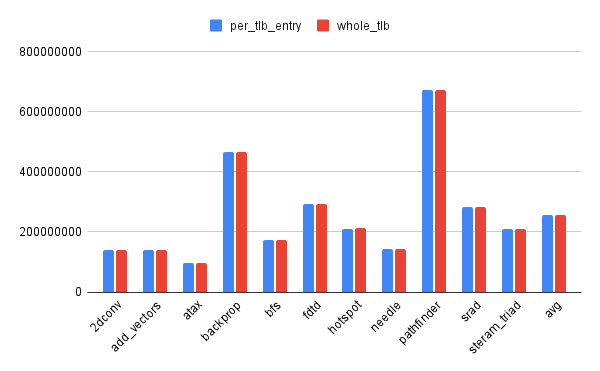 per_tlb_entry whole_tlb
800000000
600000000
400000000
200000000
0
2dconv
add_vectors
atax
backprop
bfs
fdtd
hotspot
needle
pathfinder
srad
steram_triad
avg